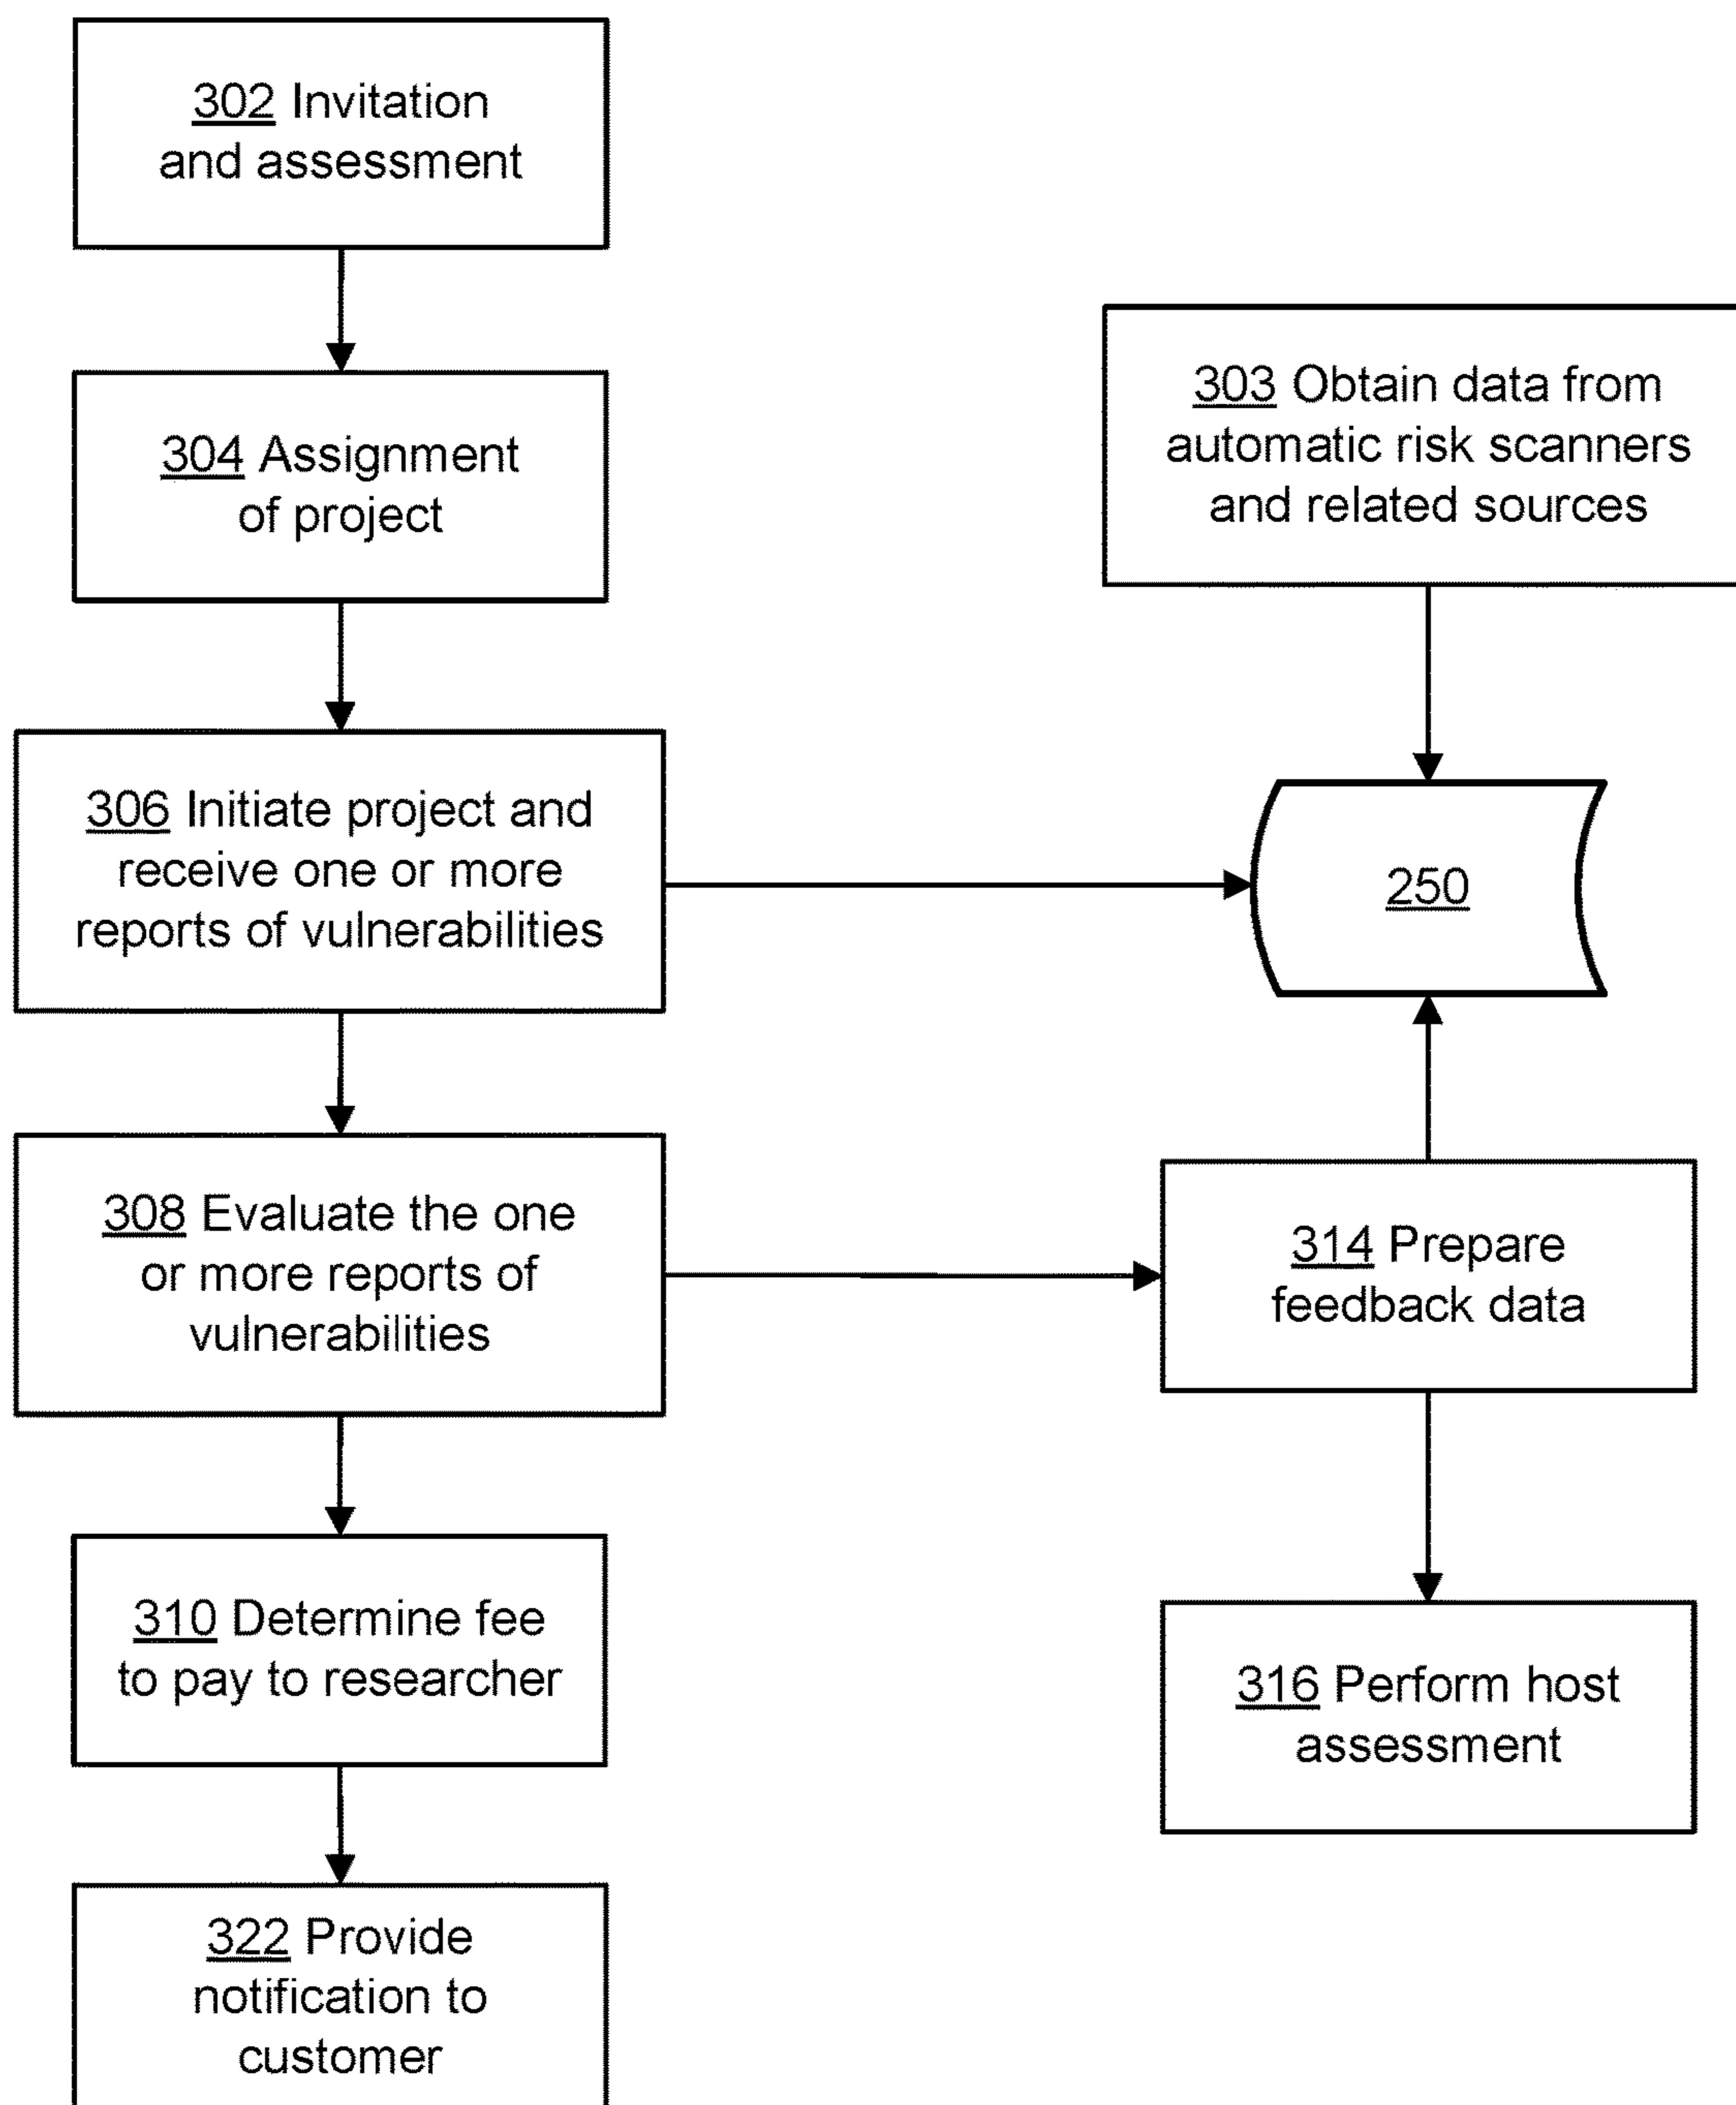 302 Invitation
and assessment
304 Assignment
of project
303 Obtain data from
automatic risk scanners
and related sources
306 Initiate project and
receive one or more
reports of vulnerabilities
250
308 Evaluate the one
or more reports of
vulnerabilities
314 Prepare
feedback data
310 Determine fee
to pay to researcher
316 Perform host
assessment
322 Provide
notification to
customer